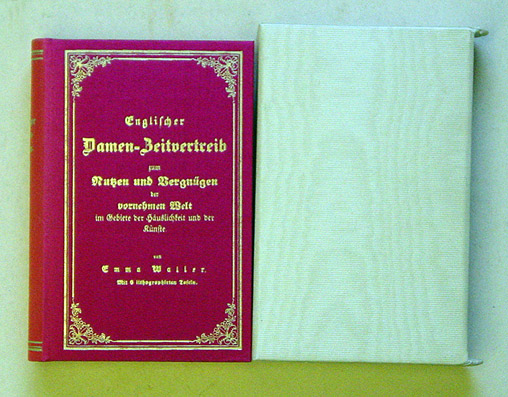 Englischer
Damen-Zeitvertreib
zum
Nutzen und Vergnügen
der
vornehmen Welt
im Gebiete der Häuslichkeit und der
Künste
von
Emma Waller.
Mit 6 lithographirten Tafeln.